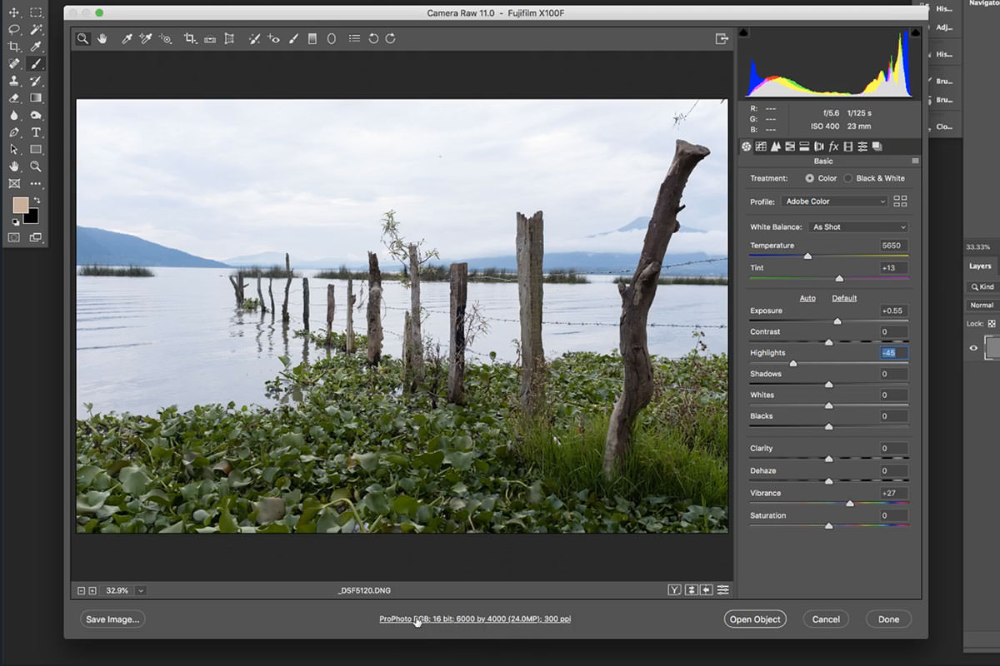 Camera Raw 11.0 - Fujifilm X100F
His...
Navigato
Adj...
His...
Bru...
Bru...
Clo...
T
R: ---
G: ---
B: ---
f/5.6 1/125 s
ISO 400 23 mm
fx
Basic
Treatment: Color Black & White
Profile: Adobe Color
White Balance: As Shot
Temperature 5650
Tint +13
Auto Default
Exposure +0.55
Contrast 0
Highlights -45
Shadows 0
Whites 0
Blacks 0
Clarity 0
Dehaze 0
Vibrance +27
Saturation 0
33.33%
Layers
Kind
Normal
Lock:
32.9%
_DSF5120.DNG
Y
Save Image...
ProPhoto RGB; 16 bit; 6000 by 4000 (24.0MP); 300 ppi
Open Object
Cancel
Done